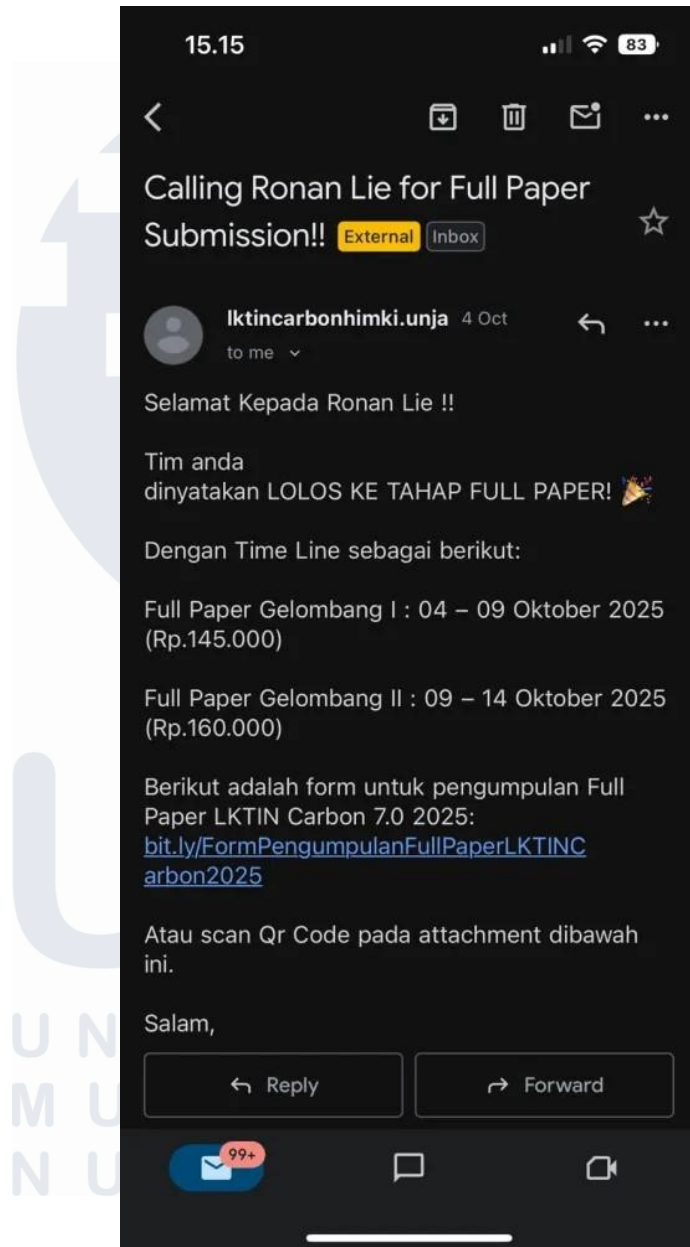 15.15
83
Calling Ronan Lie for Full Paper
Submission!! External Inbox
lktincarbonhimki.unja 4 Oct
to me
Selamat Kepada Ronan Lie !!
Tim anda
dinyatakan LOLOS KE TAHAP FULL PAPER! 🎉
Dengan Time Line sebagai berikut:
Full Paper Gelombang I : 04 – 09 Oktober 2025
(Rp.145.000)
Full Paper Gelombang II : 09 – 14 Oktober 2025
(Rp.160.000)
Berikut adalah form untuk pengumpulan Full
Paper LKTIN Carbon 7.0 2025:
bit.ly/FormPengumpulanFullPaperLKTINC
arbon2025
Atau scan Qr Code pada attachment dibawah
ini.
Salam,
Reply Forward
99+
U
U N
M U
N U